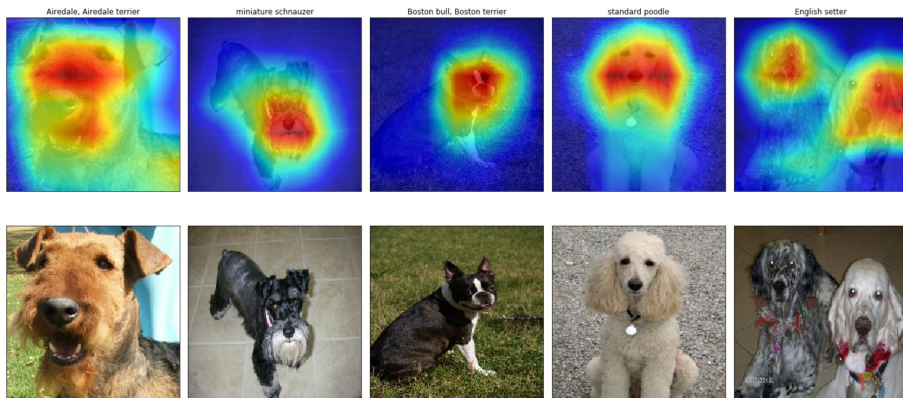 Airedale, Airedale terrier
miniature schnauzer
Boston bull, Boston terrier
standard poodle
English setter